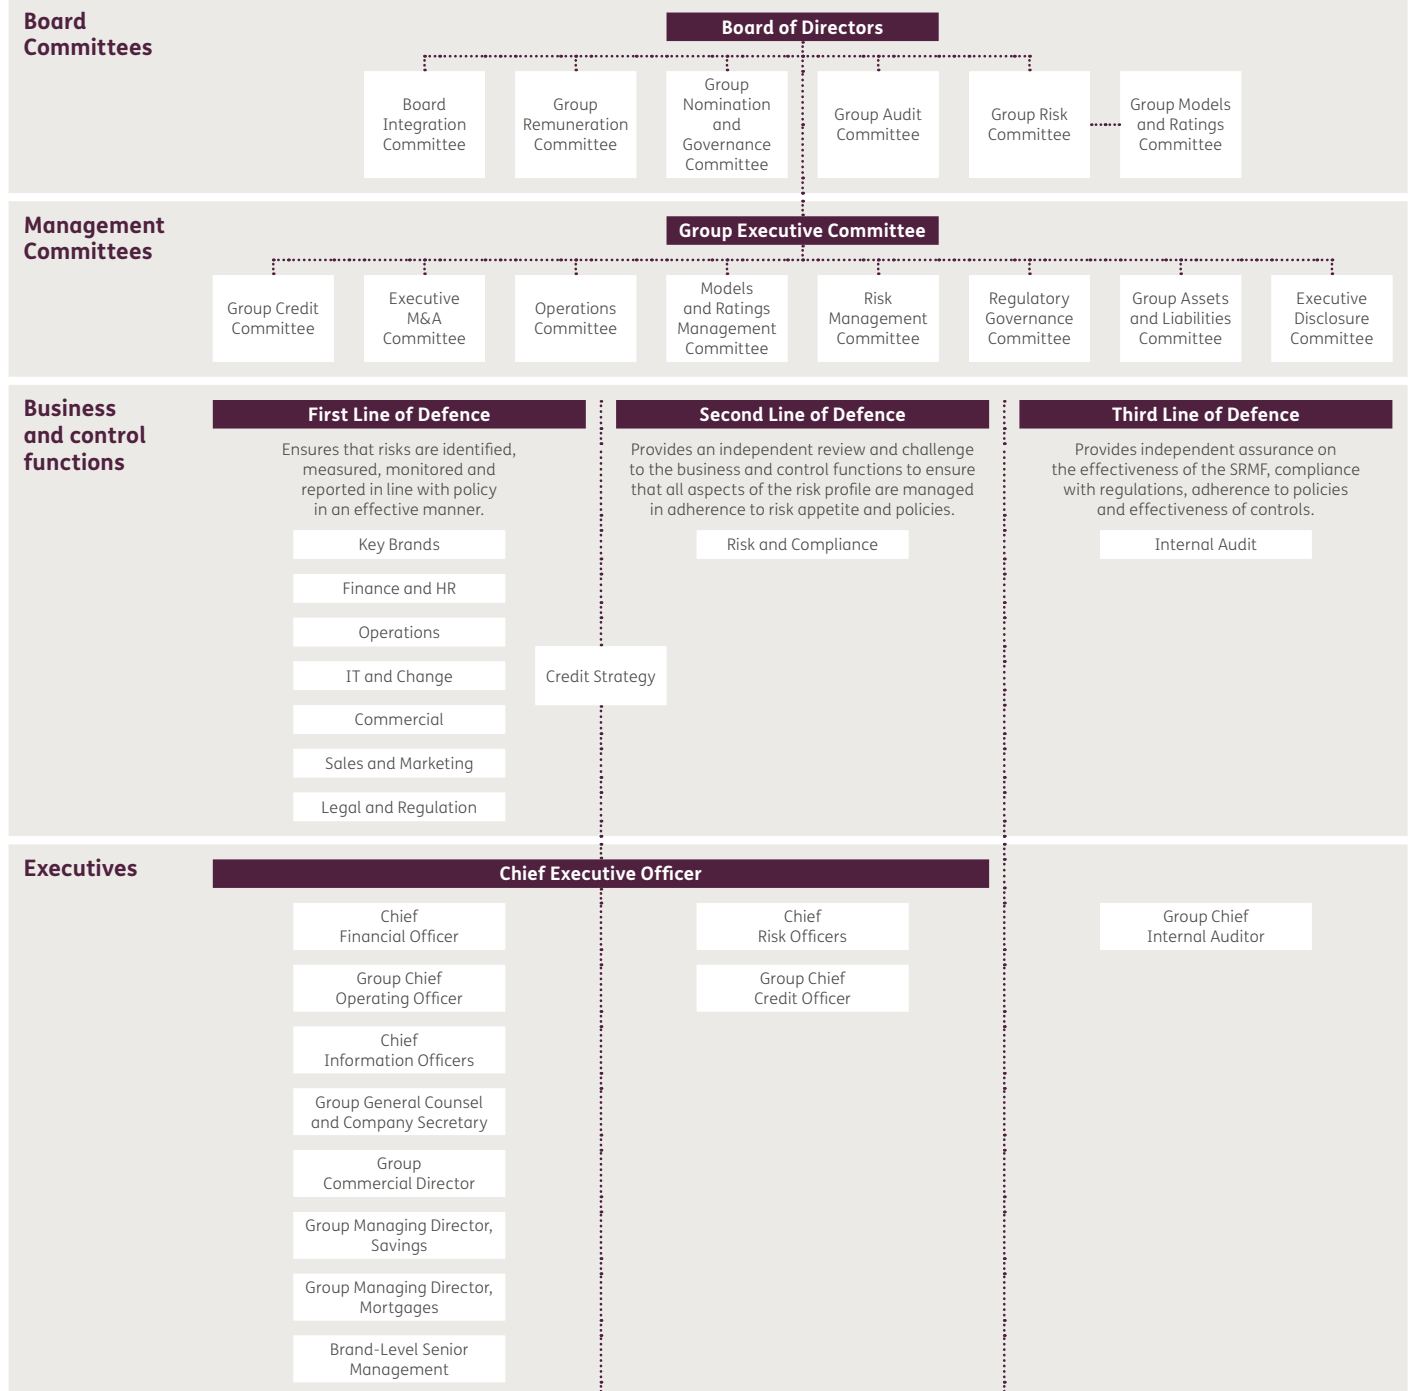 Board
Committees
Board of Directors
Board
Integration
Committee
Group
Remuneration
Committee
Group
Nomination
and
Governance
Committee
Group Audit
Committee
Group Risk
Committee
Group Models
and Ratings
Committee
Management
Committees
Group Executive Committee
Group Credit
Committee
Executive
M&A
Committee
Operations
Committee
Models
and Ratings
Management
Committee
Risk
Management
Committee
Regulatory
Governance
Committee
Group Assets
and Liabilities
Committee
Executive
Disclosure
Committee
Business
and control
functions
First Line of Defence
Ensures that risks are identified,
measured, monitored and
reported in line with policy
in an effective manner.
Key Brands
Finance and HR
Operations
IT and Change
Commercial
Sales and Marketing
Legal and Regulation
Credit Strategy
Second Line of Defence
Provides an independent review and challenge
to the business and control functions to ensure
that all aspects of the risk profile are managed
in adherence to risk appetite and policies.
Risk and Compliance
Third Line of Defence
Provides independent assurance on
the effectiveness of the SRMF, compliance
with regulations, adherence to policies
and effectiveness of controls.
Internal Audit
Executives
Chief Executive Officer
Chief
Financial Officer
Group Chief
Operating Officer
Chief
Information Officers
Group General Counsel
and Company Secretary
Group
Commercial Director
Group Managing Director,
Savings
Group Managing Director,
Mortgages
Brand-Level Senior
Management
Chief
Risk Officers
Group Chief
Credit Officer
Group Chief
Internal Auditor